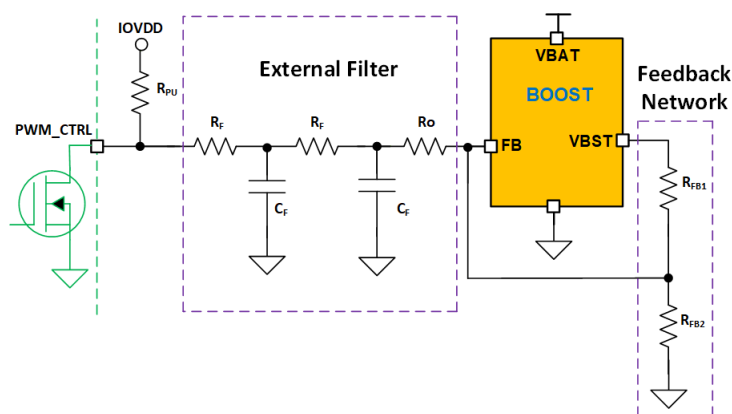 IOVDD
RPU
PWM_CTRL
External Filter
RF
RF
Ro
CF
CF
VBAT
BOOST
FB
VBST
Feedback
Network
RFB1
RFB2